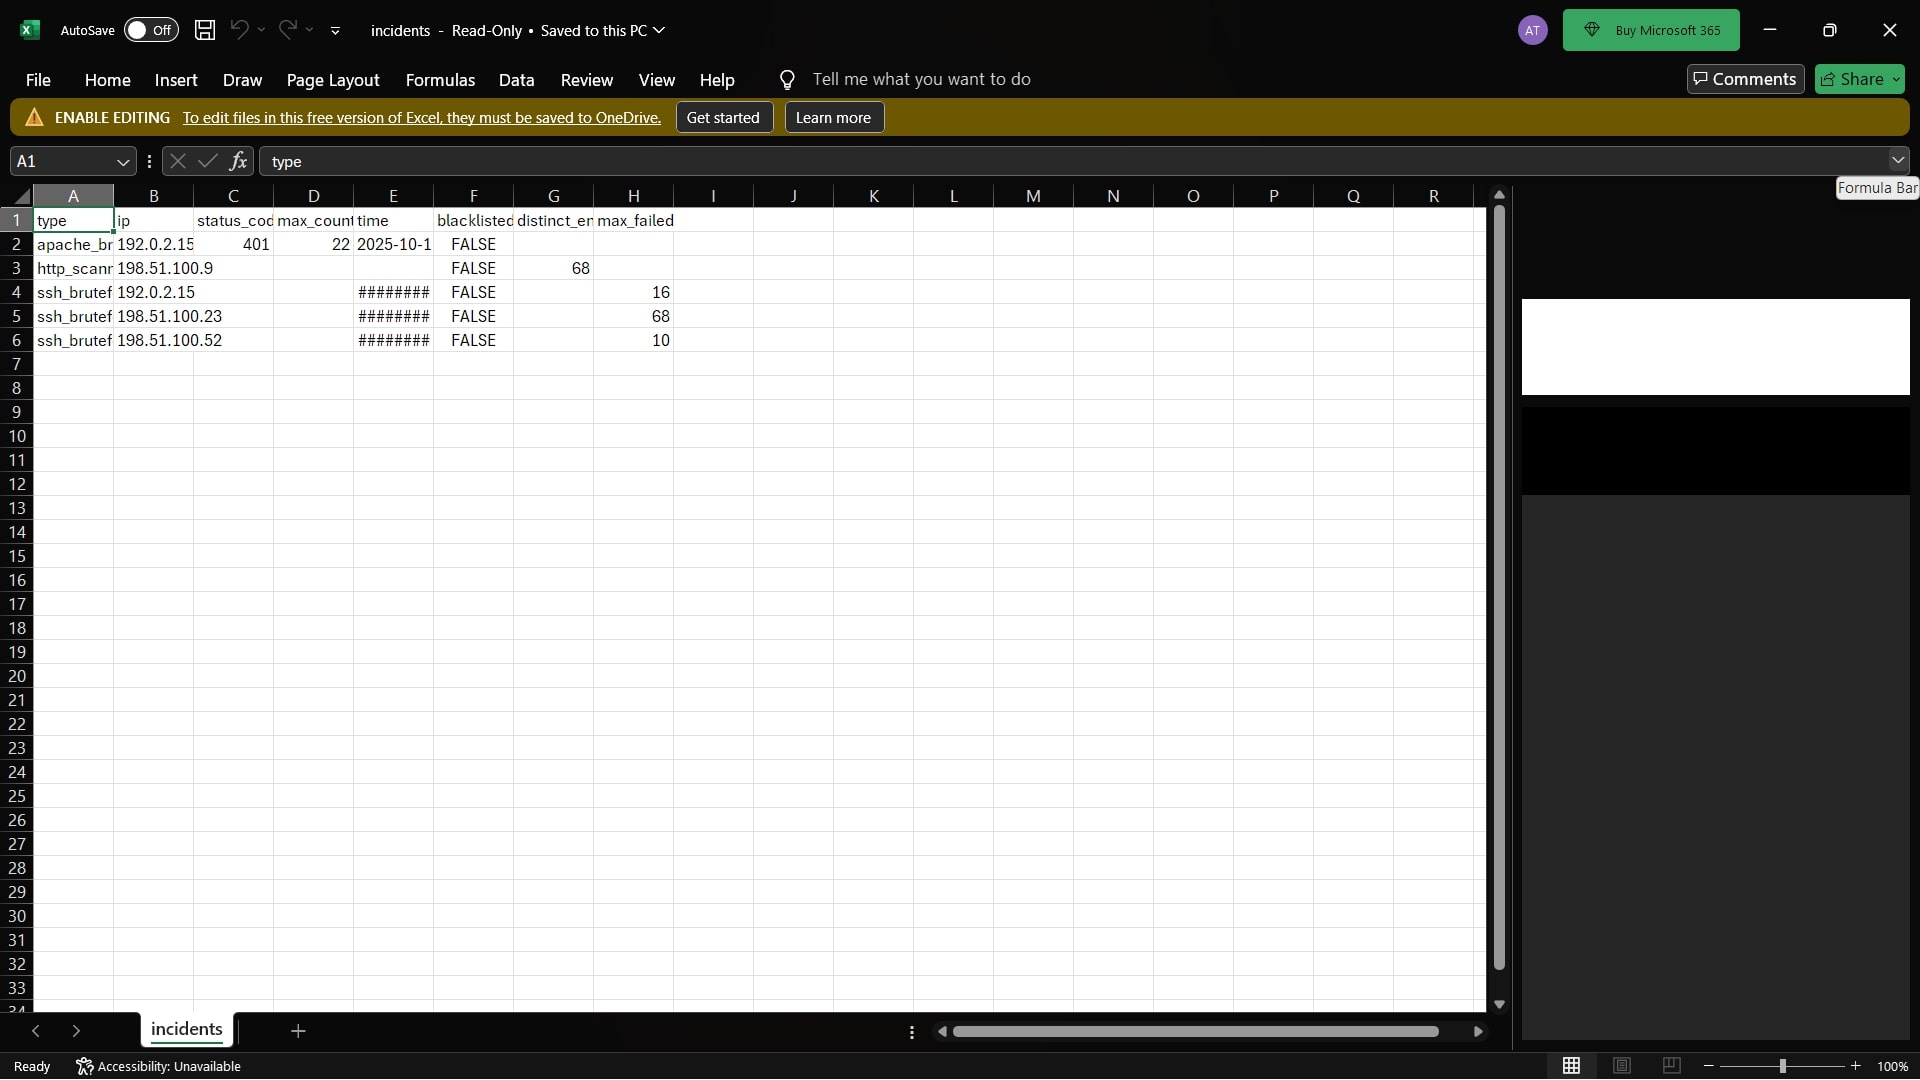 AutoSave Off incidents - Read-Only • Saved to this PC AT Buy Microsoft 365
File Home Insert Draw Page Layout Formulas Data Review View Help Tell me what you want to do Comments Share
ENABLE EDITING To edit files in this free version of Excel, they must be saved to OneDrive. Get started Learn more
A1 fx type
Formula Bar
A B C D E F G H I J K L M N O P Q R
1 type ip status_cod max_count time blacklisted distinct_en max_failed
2 apache_br 192.0.2.15 401 22 2025-10-1 FALSE
3 http_scanr 198.51.100.9 FALSE 68
4 ssh_brutef 192.0.2.15 ######## FALSE 16
5 ssh_brutef 198.51.100.23 ######## FALSE 68
6 ssh_brutef 198.51.100.52 ######## FALSE 10
7
8
9
10
11
12
13
14
15
16
17
18
19
20
21
22
23
24
25
26
27
28
29
30
31
32
33
34
incidents
Ready Accessibility: Unavailable 100%